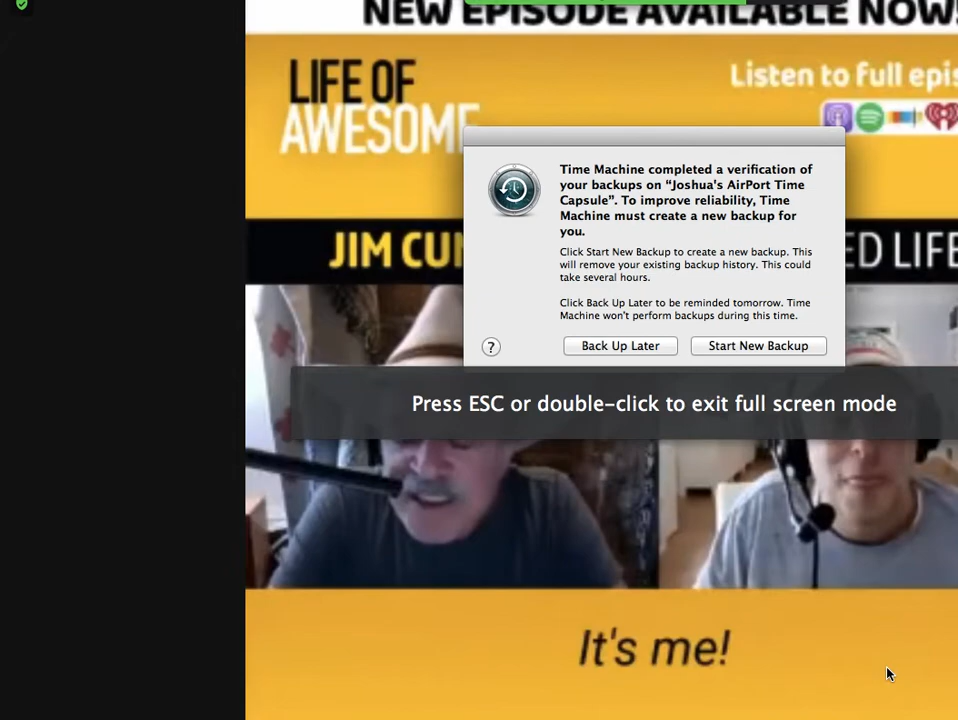 NEW EPISODE AVAILABLE NOW!
LIFE OF
AWESOME
Listen to full
Time Machine completed a verification of
your backups on “Joshua's AirPort Time
Capsule”. To improve reliability, Time
Machine must create a new backup for
you.
Click Start New Backup to create a new backup. This
will remove your existing backup history. This could
take several hours.
Click Back Up Later to be reminded tomorrow. Time
Machine won't perform backups during this time.
?
Back Up Later
Start New Backup
JIM
Press ESC or double-click to exit full screen mode
It's me!